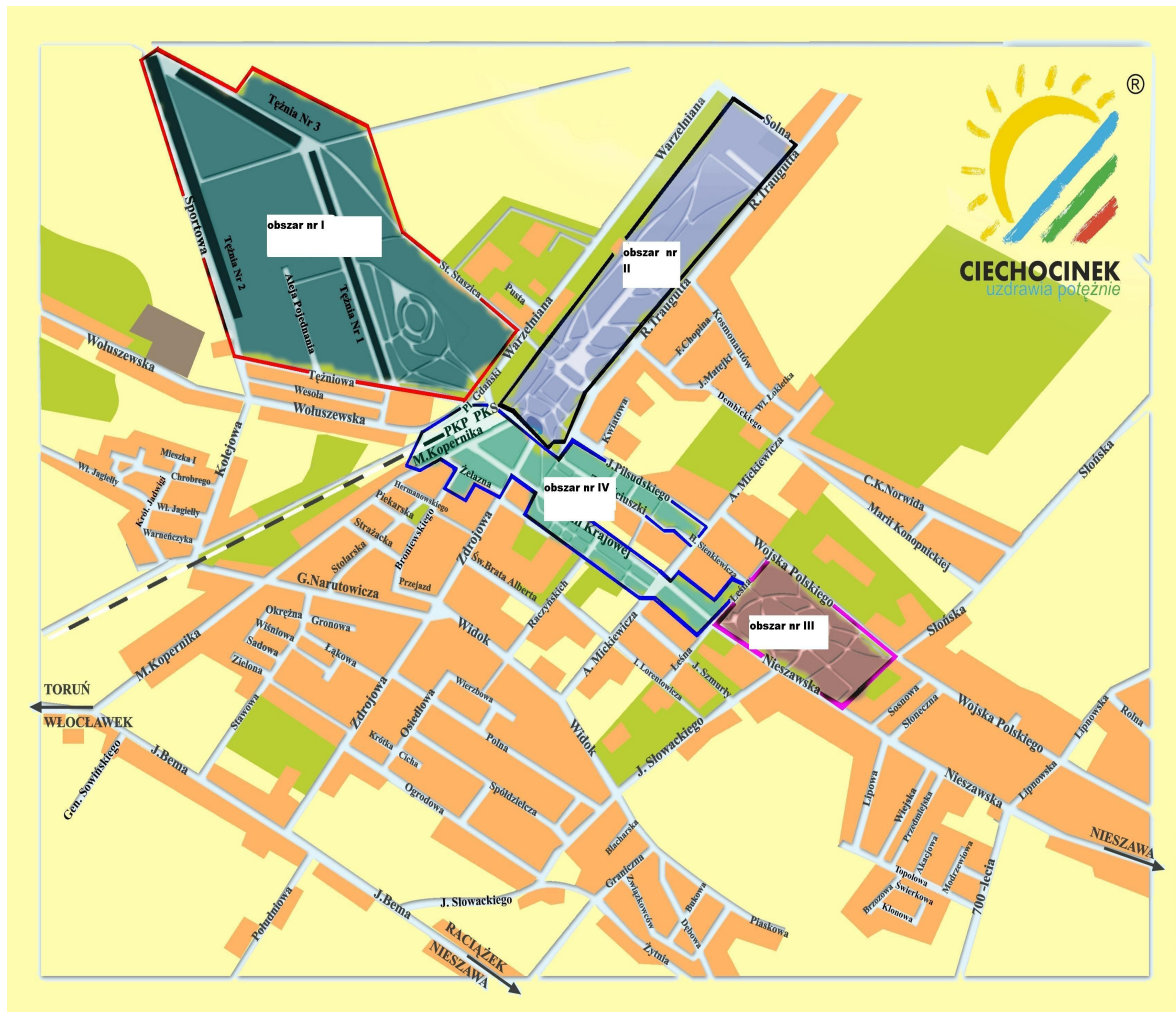 Tężnia Nr 3
Warzelniana
Solna
R. Traugutta
®
CIECHOCINEK
uzdrawia potężnie
obszar nr I
obszar nr
II
Sportowa
Tężnia Nr 2
Aleja Pojednania
Tężnia Nr 1
St. Staszica
Pusta
Warzelniana
R. Traugutta
Kosmonautów
F.Chopina
J.Matejki
Wł. Łokietka
Dembickiego
Wołuszewska
Tężniowa
Wesoła
Wołuszewska
Pl. Gdański
PKP PKS
M.Kopernika
Kolejowa
Kwiatowa
A. Mickiewicza
J.Piłsudskiego
Słońska
C.K.Norwida
Marii Konopnickiej
Mieszka I
Chrobrego
Wł. Jagiełły
Król. Jadwigi
Wł. Jagiełły
Warneńczyka
Żelazna
Hermanowskiego
Piekarska
Strażacka
Stolarska
Broniewskiego
Zdrojowa
Przejazd
obszar nr IV
Krajowej
H. Sienkiewicza
Wojska Polskiego
Leśna
obszar nr III
Słońska
G.Narutowicza
Św.Brata Alberta
Raczyńskich
Widok
A. Mickiewicza
I. Lorentowicza
Leśna
J. Szmurły
Nieszawska
Sosnowa
Słoneczna
Wojska Polskiego
Lipnowska
Rolna
Okrężna
Wiśniowa
Sadowa
Zielona
Gronowa
Łąkowa
M.Kopernika
Stawowa
Zdrojowa
Osiedlowa
Wierzbowa
Polna
Krótka
Cicha
Ogrodowa
Spółdzielcza
Widok
J. Słowackiego
TORUŃ
WŁOCŁAWEK
Gen. Sowińskiego
J.Bema
Lipowa
Wiejska
Przedmiejska
Nieszawska
Lipnowska
Akacjowa
Modrzewiowa
Topolowa
Świerkowa
Brzozowa
Klonowa
700 -lecia
NIESZAWA
Blacharska
Graniczna
Związkowców
Bukowa
Dębowa
Piaskowa
Żytnia
Południowa
J.Bema
J. Słowackiego
RACIĄŻEK
NIESZAWA